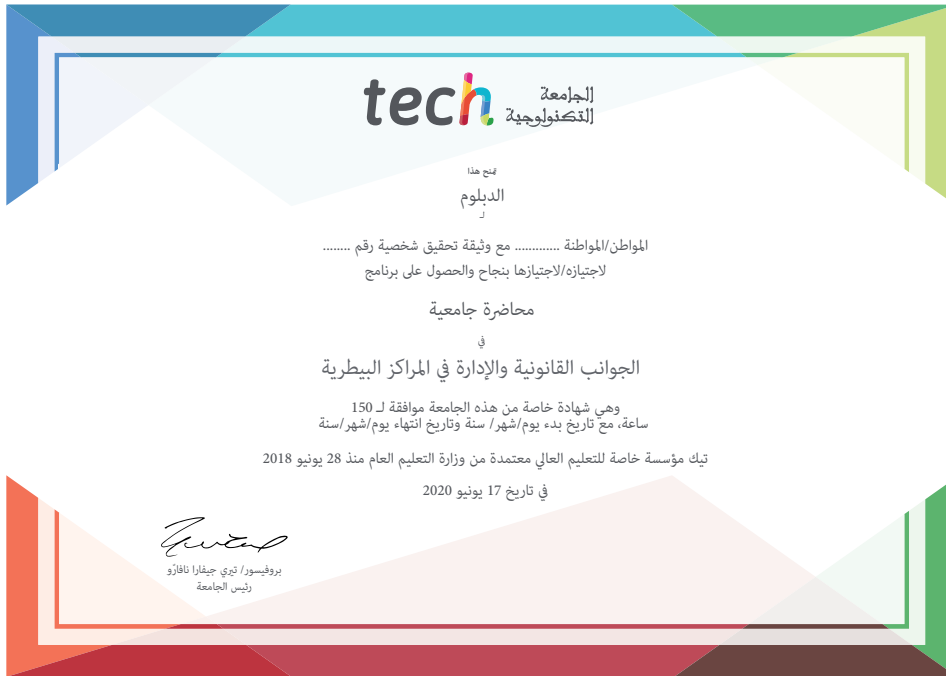 tech الجامعة
التكنولوجية
يمنح هذا
الدبلوم
لـ
المواطن/المواطنة ............ مع وثيقة تحقيق شخصية رقم ........
لاجتيازه/لاجتيازها بنجاح والحصول على برنامج
محاضرة جامعية
في
الجوانب القانونية والإدارة في المراكز البيطرية
وهي شهادة خاصة من هذه الجامعة موافقة لـ 150
ساعة، مع تاريخ بدء يوم/شهر/ سنة وتاريخ انتهاء يوم/شهر/سنة
تيك مؤسسة خاصة للتعليم العالي معتمدة من وزارة التعليم العام منذ 28 يونيو 2018
في تاريخ 17 يونيو 2020
بروفيسور/ تيري جيفارا نافارّو
رئيس الجامعة